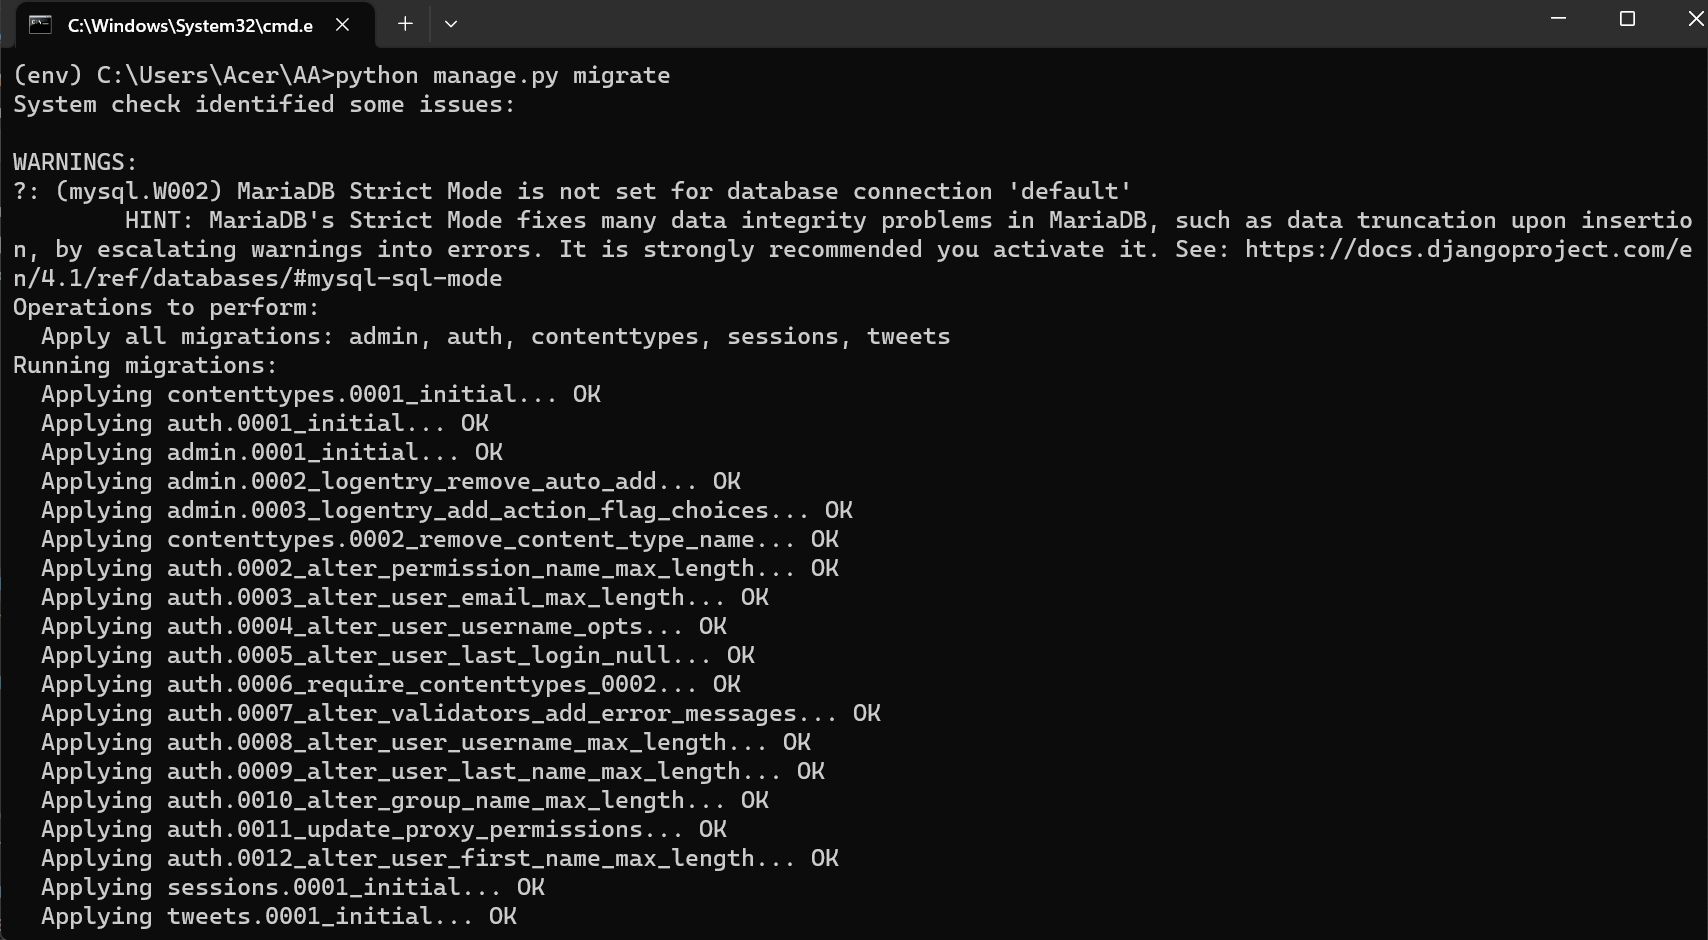 C:\Windows\System32\cmd.e
(env) C:\Users\Acer\AA>python manage.py migrate
System check identified some issues:
WARNINGS:
?: (mysql.W002) MariaDB Strict Mode is not set for database connection 'default'
HINT: MariaDB's Strict Mode fixes many data integrity problems in MariaDB, such as data truncation upon insertio
n, by escalating warnings into errors. It is strongly recommended you activate it. See: https://docs.djangoproject.com/e
n/4.1/ref/databases/#mysql-sql-mode
Operations to perform:
  Apply all migrations: admin, auth, contenttypes, sessions, tweets
Running migrations:
  Applying contenttypes.0001_initial... OK
  Applying auth.0001_initial... OK
  Applying admin.0001_initial... OK
  Applying admin.0002_logentry_remove_auto_add... OK
  Applying admin.0003_logentry_add_action_flag_choices... OK
  Applying contenttypes.0002_remove_content_type_name... OK
  Applying auth.0002_alter_permission_name_max_length... OK
  Applying auth.0003_alter_user_email_max_length... OK
  Applying auth.0004_alter_user_username_opts... OK
  Applying auth.0005_alter_user_last_login_null... OK
  Applying auth.0006_require_contenttypes_0002... OK
  Applying auth.0007_alter_validators_add_error_messages... OK
  Applying auth.0008_alter_user_username_max_length... OK
  Applying auth.0009_alter_user_last_name_max_length... OK
  Applying auth.0010_alter_group_name_max_length... OK
  Applying auth.0011_update_proxy_permissions... OK
  Applying auth.0012_alter_user_first_name_max_length... OK
  Applying sessions.0001_initial... OK
  Applying tweets.0001_initial... OK